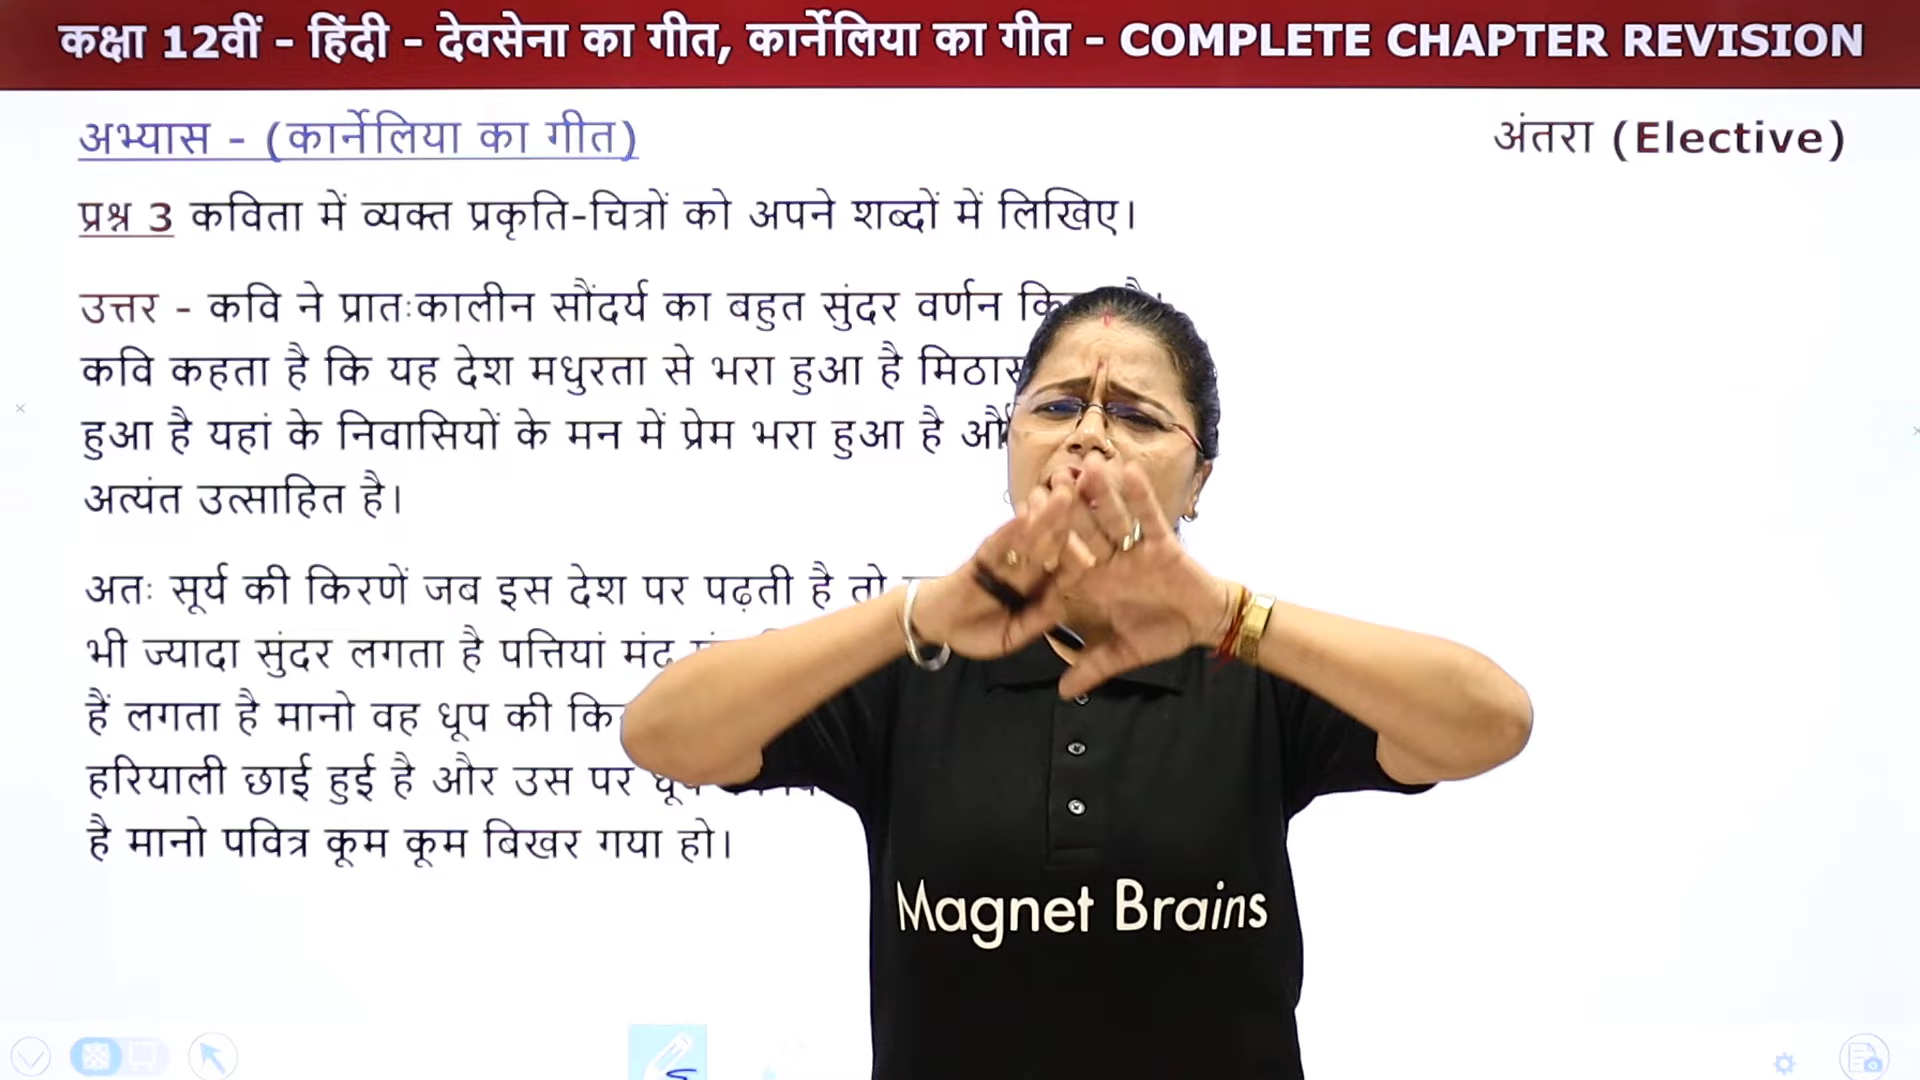 कक्षा 12वीं - हिंदी - देवसेना का गीत, कार्नेलिया का गीत - COMPLETE CHAPTER REVISION
अभ्यास - (कार्नेलिया का गीत)
अंतरा (Elective)
प्रश्न 3 कविता में व्यक्त प्रकृति-चित्रों को अपने शब्दों में लिखिए।
उत्तर - कवि ने प्रातःकालीन सौंदर्य का बहुत सुंदर वर्णन
कवि कहता है कि यह देश मधुरता से भरा हुआ है
हुआ है यहां के निवासियों के मन में प्रेम भरा हुआ है
अत्यंत उत्साहित है।
अतः सूर्य की किरणें जब इस देश पर पढ़ती है तो
भी ज्यादा सुंदर लगता है पत्तियां मंद
हैं लगता है मानो वह धूप की
हरियाली छाई हुई है और उस पर
है मानो पवित्र कूम कूम बिखर गया हो।
Magnet Brains